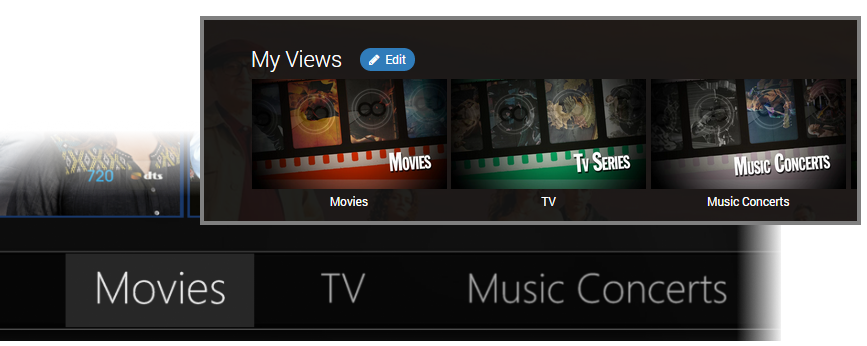 My Views Edit
Movies Tv Series Music Concerts
Movies TV Music Concerts
720 dts
Movies TV Music Concerts